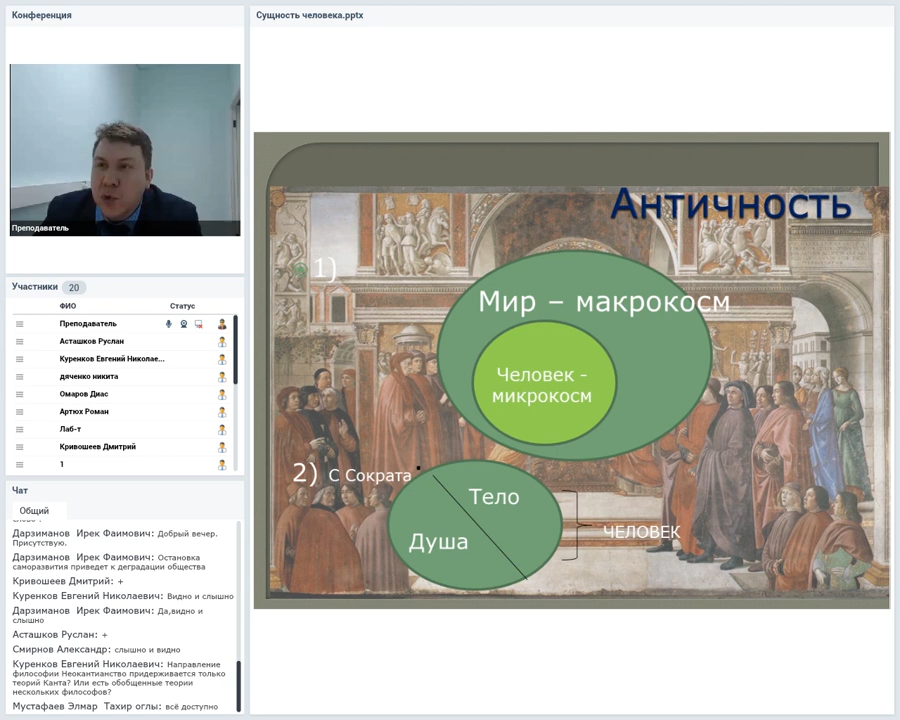 Конференция
Преподаватель
Участники 20
ФИО Статус
Преподаватель
Асташков Руслан
Куренков Евгений Николае...
дяченко никита
Омаров Диас
Артюх Роман
Лаб-т
Кривошеев Дмитрий
1
Чат
Общий
Дарзиманов Ирек Фаимович: Добрый вечер.
Присутствую.
Дарзиманов Ирек Фаимович: Остановка
саморазвития приведет к деградации общества
Кривошеев Дмитрий: +
Куренков Евгений Николаевич: Видно и слышно
Дарзиманов Ирек Фаимович: Да,видно и
слышно
Асташков Руслан: +
Смирнов Александр: слышно и видно
Куренков Евгений Николаевич: Направление
философии Неокантианство придерживается только
теорий Канта? Или есть обобщенные теории
нескольких философов?
Мустафаев Элмар Тахир оглы: всё доступно
Сущность человека.pptx
Античность
1)
Мир – макрокосм
Человек -
микрокосм
2) С Сократа
Тело
Душа
ЧЕЛОВЕК